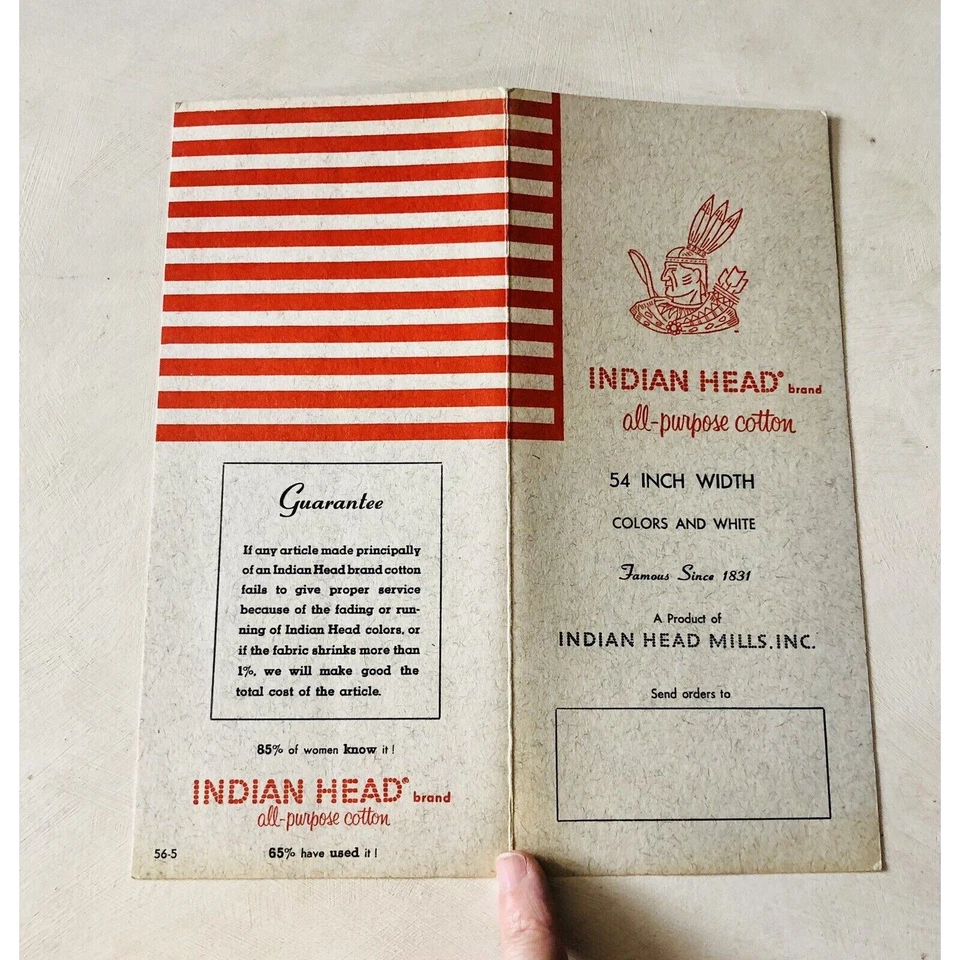 Guarantee
If any article made principally
of an Indian Head brand cotton
fails to give proper service
because of the fading or run-
ning of Indian Head colors, or
if the fabric shrinks more than
1%, we will make good the
total cost of the article.
85% of women know it!
INDIAN HEAD® brand
all-purpose cotton
65% have used it!
56-5
INDIAN HEAD® brand
all-purpose cotton
54 INCH WIDTH
COLORS AND WHITE
Famous Since 1831
A Product of
INDIAN HEAD MILLS, INC.
Send orders to